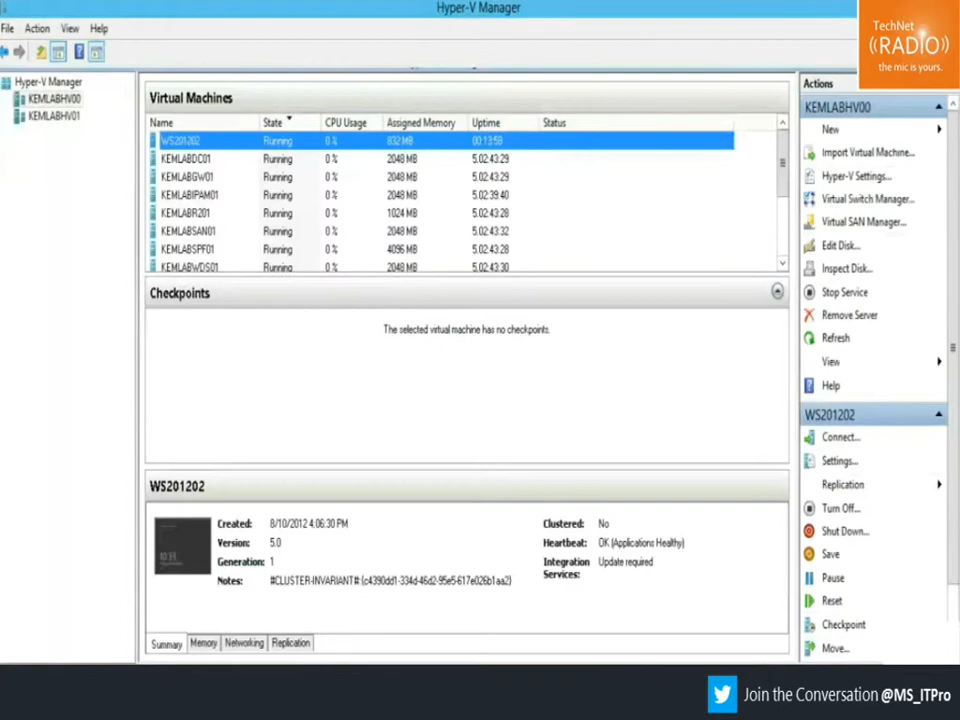 Hyper-V Manager
File Action View Help
TechNet
RADIO
the mic is yours.
Hyper-V Manager
KEMLABHV00
KEMLABHV01
Virtual Machines
Name State CPU Usage Assigned Memory Uptime Status
WS201202 Running 0 % 832 MB 00:13:58
KEMLABDC01 Running 0 % 2048 MB 5.02:43:29
KEMLABGW01 Running 0 % 2048 MB 5.02:43:29
KEMLABIPAM01 Running 0 % 2048 MB 5.02:39:40
KEMLABR201 Running 0 % 1024 MB 5.02:43:28
KEMLABSAN01 Running 0 % 2048 MB 5.02:43:32
KEMLABSPF01 Running 0 % 4096 MB 5.02:43:28
KEMLABWDS01 Running 0 % 2048 MB 5.02:43:30
Checkpoints
The selected virtual machine has no checkpoints.
WS201202
Created: 8/10/2012 4:06:30 PM
Version: 5.0
Generation: 1
Notes: #CLUSTER-INVARIANT#:{c4390dd1-334d-46d2-95e5-617e026b1aa2}
Clustered: No
Heartbeat: OK (Applications Healthy)
Integration Services: Update required
Summary Memory Networking Replication
Actions
KEMLABHV00
New
Import Virtual Machine...
Hyper-V Settings...
Virtual Switch Manager...
Virtual SAN Manager...
Edit Disk...
Inspect Disk...
Stop Service
Remove Server
Refresh
View
Help
WS201202
Connect...
Settings...
Replication
Turn Off...
Shut Down...
Save
Pause
Reset
Checkpoint
Move...
Join the Conversation @MS_ITPro